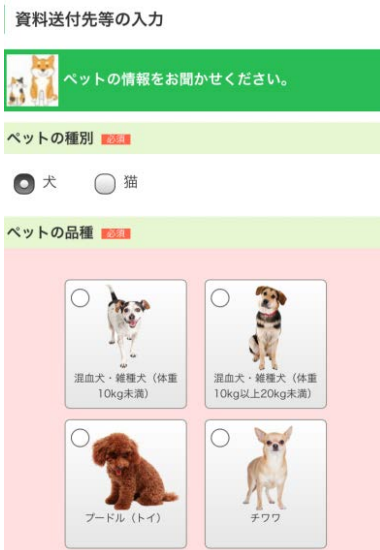 資料送付先等の入力
ペットの情報をお聞かせください。
ペットの種別 必須
犬 猫
ペットの品種 必須
混血犬・雑種犬（体重
10kg未満）
混血犬・雑種犬（体重
10kg以上20kg未満）
プードル（トイ）
チワワ